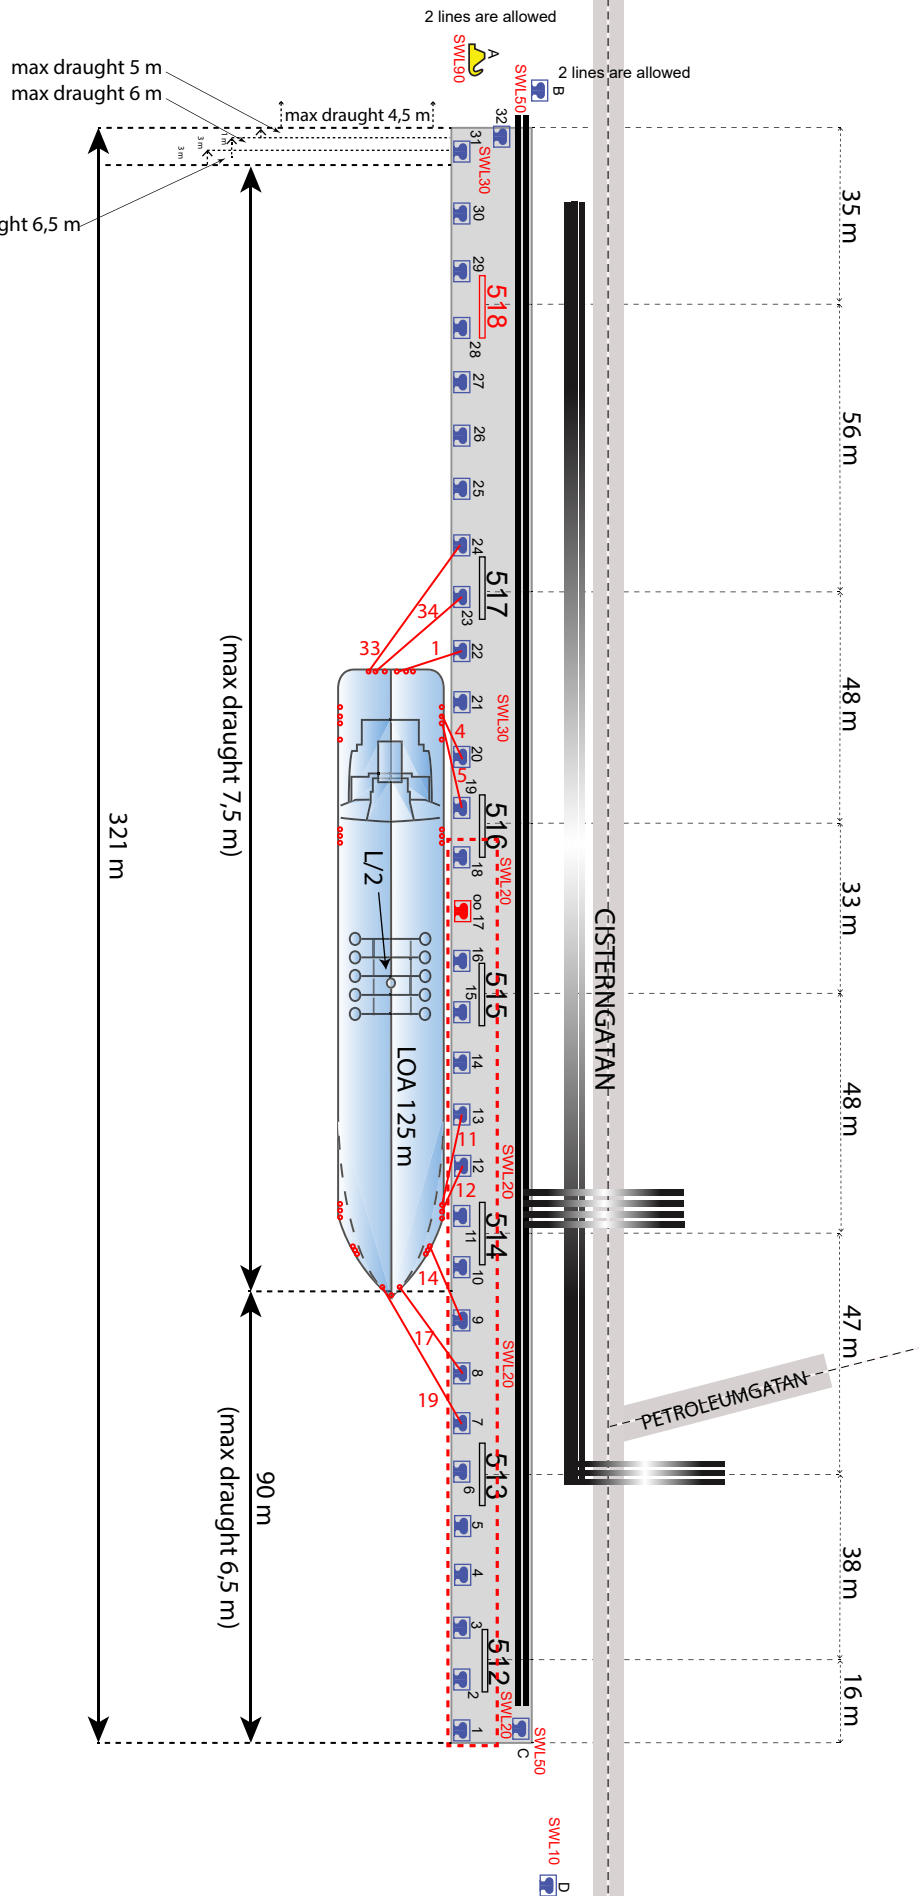 2 lines are allowed
A
SWL90
2 lines are allowed
B
SWL50
max draught 5 m
max draught 6 m
max draught 4,5 m
ght 6,5 m
3 m
3 m
32
31
SWL30
30
29
518
28
27
26
25
24
517
23
22
21
SWL30
20
19
516
18
SWL20
17
16
515
15
14
13
12
SWL20
11
514
10
9
SWL20
8
7
513
6
5
4
3
512
2
1
SWL20
C
SWL50
SWL10
D
33
34
1
4
5
11
12
14
17
19
L/2
LOA 125 m
CISTERNGATAN
PETROLEUMGATAN
35 m
56 m
48 m
33 m
48 m
47 m
38 m
16 m
(max draught 7,5 m)
321 m
90 m
(max draught 6,5 m)